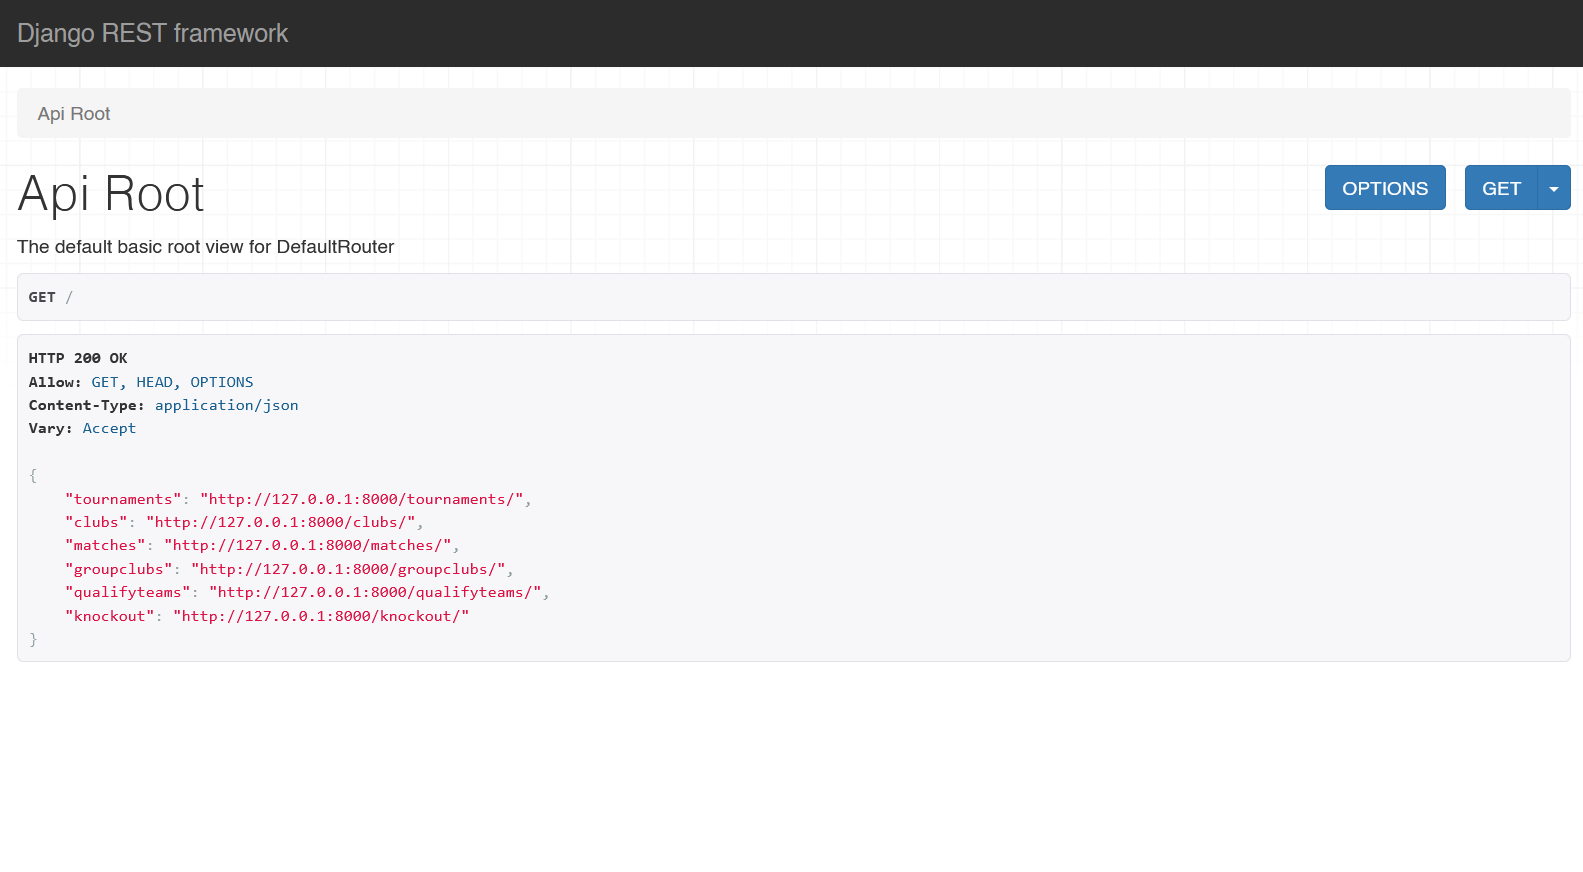 Django REST framework
Api Root
Api Root
OPTIONS
GET
The default basic root view for DefaultRouter
GET /
HTTP 200 OK
Allow: GET, HEAD, OPTIONS
Content-Type: application/json
Vary: Accept
{
    "tournaments": "http://127.0.0.1:8000/tournaments/",
    "clubs": "http://127.0.0.1:8000/clubs/",
    "matches": "http://127.0.0.1:8000/matches/",
    "groupclubs": "http://127.0.0.1:8000/groupclubs/",
    "qualifyteams": "http://127.0.0.1:8000/qualifyteams/",
    "knockout": "http://127.0.0.1:8000/knockout/"
}